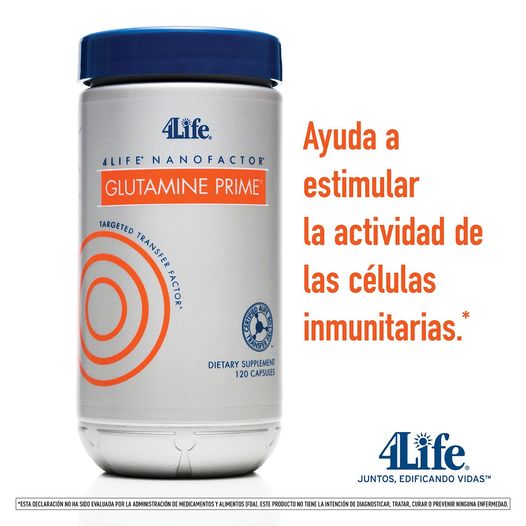 4Life®
4LIFE® NANOFACTOR®
GLUTAMINE PRIME®
TARGETED TRANSFER FACTOR®
DIETARY SUPPLEMENT
120 CAPSULES
Ayuda a
estimular
la actividad de
las células
inmunitarias.*
4Life®
JUNTOS, EDIFICANDO VIDAS™
*ESTA DECLARACIÓN NO HA SIDO EVALUADA POR LA ADMINISTRACIÓN DE MEDICAMENTOS Y ALIMENTOS (FDA). ESTE PRODUCTO NO TIENE LA INTENCIÓN DE DIAGNOSTICAR, TRATAR, CURAR O PREVENIR NINGUNA ENFERMEDAD.